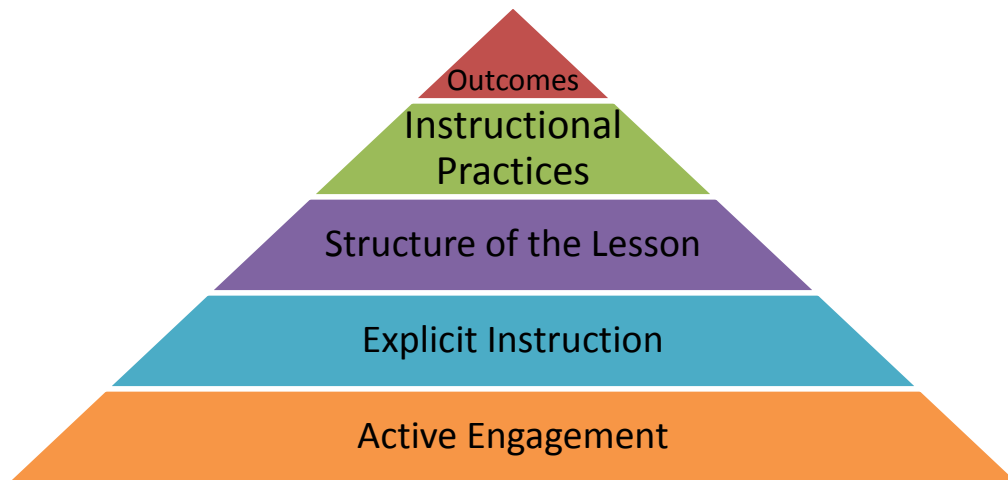 Outcomes
Instructional
Practices
Structure of the Lesson
Explicit Instruction
Active Engagement